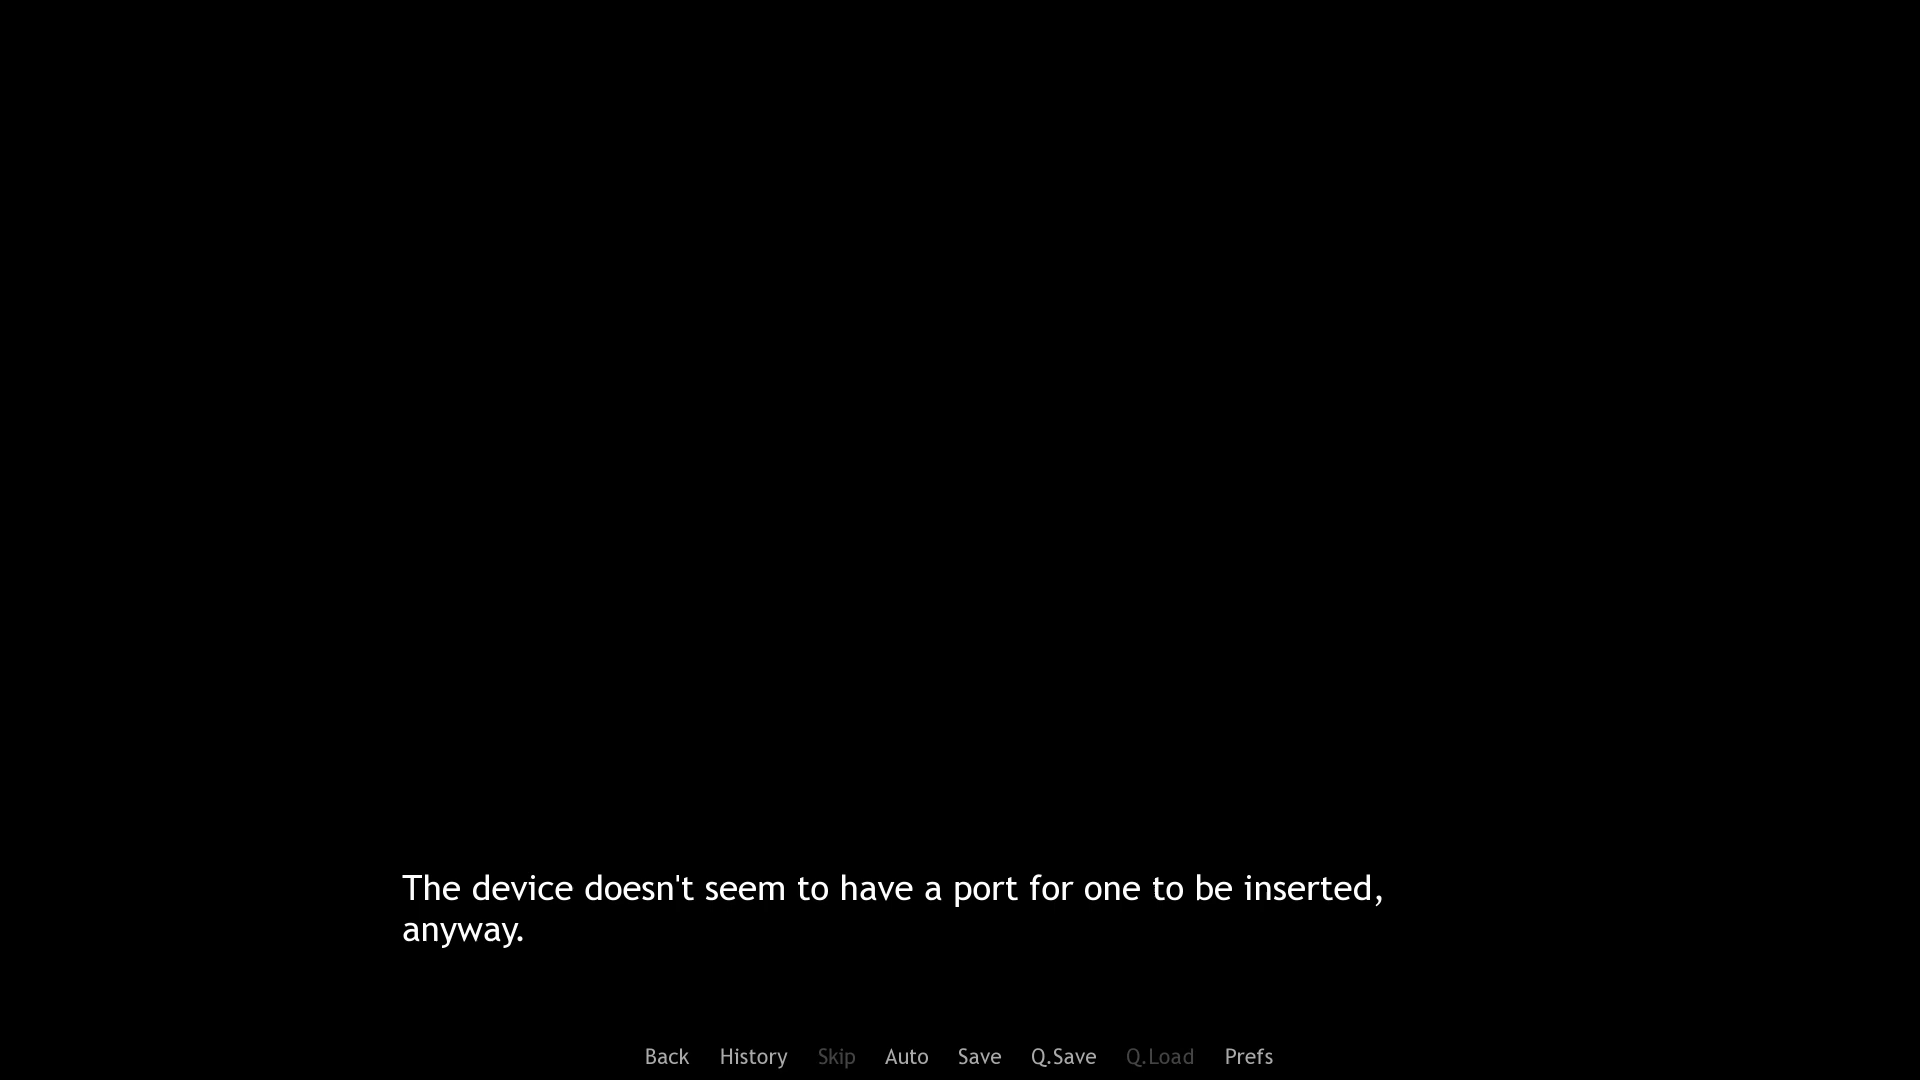 The device doesn't seem to have a port for one to be inserted,
anyway.
Back History Skip Auto Save Q.Save Q.Load Prefs